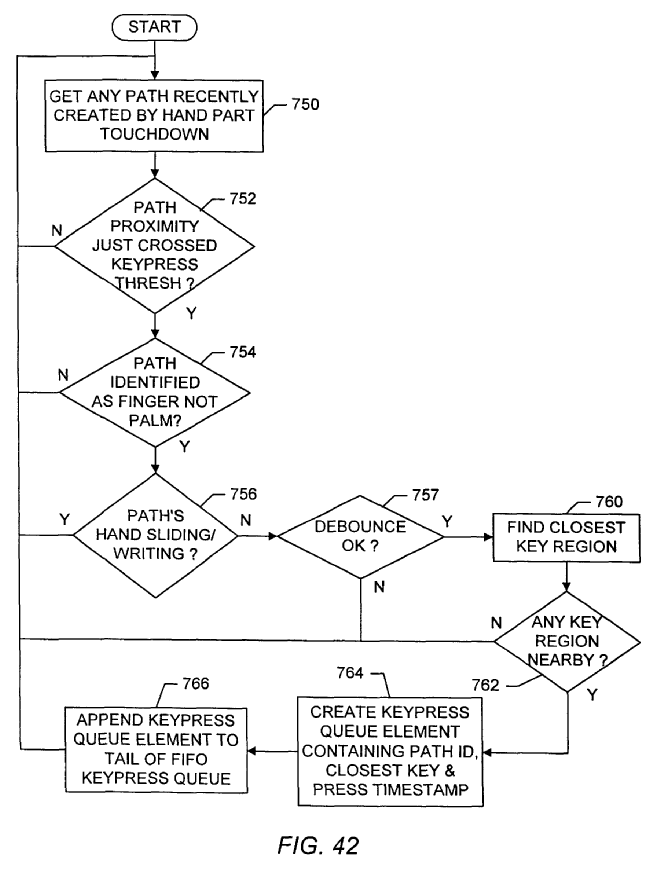 START
GET ANY PATH RECENTLY
CREATED BY HAND PART
TOUCHDOWN
750
752
PATH
PROXIMITY
JUST CROSSED
KEYPRESS
THRESH ?
N
Y
754
PATH
IDENTIFIED
AS FINGER NOT
PALM?
N
Y
756
PATH'S
HAND SLIDING/
WRITING ?
Y
N
757
DEBOUNCE
OK ?
Y
N
760
FIND CLOSEST
KEY REGION
ANY KEY
REGION
NEARBY ?
N
762
Y
764
CREATE KEYPRESS
QUEUE ELEMENT
CONTAINING PATH ID,
CLOSEST KEY &
PRESS TIMESTAMP
766
APPEND KEYPRESS
QUEUE ELEMENT TO
TAIL OF FIFO
KEYPRESS QUEUE
FIG. 42